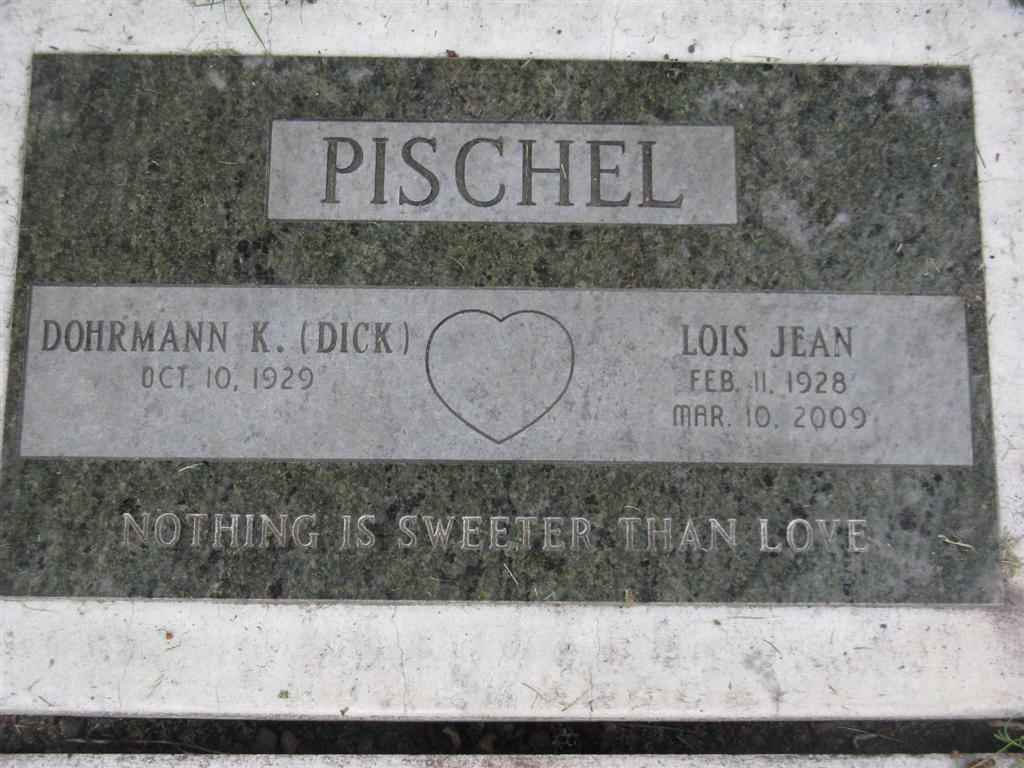 PISCHEL
DOHRMANN K. (DICK)
OCT. 10, 1929
LOIS JEAN
FEB. 11, 1928
MAR. 10, 2009
NOTHING IS SWEETER THAN LOVE